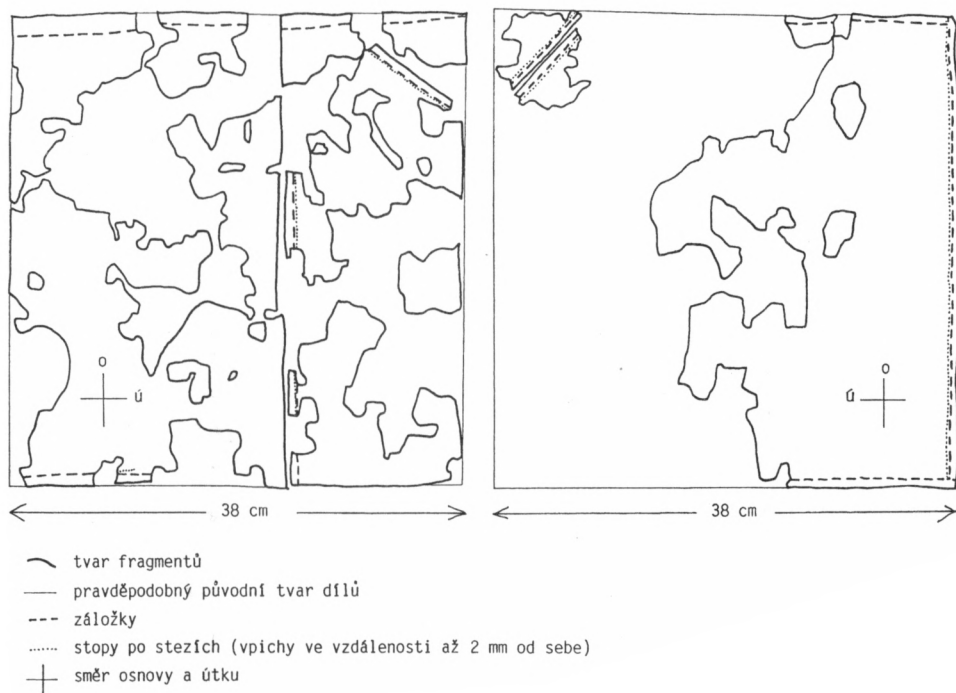 o
ú
o
ú
38 cm
38 cm
tvar fragmentů
pravděpodobný původní tvar dílů
záložky
stopy po stezích (vpichy ve vzdálenosti až 2 mm od sebe)
směr osnovy a útku